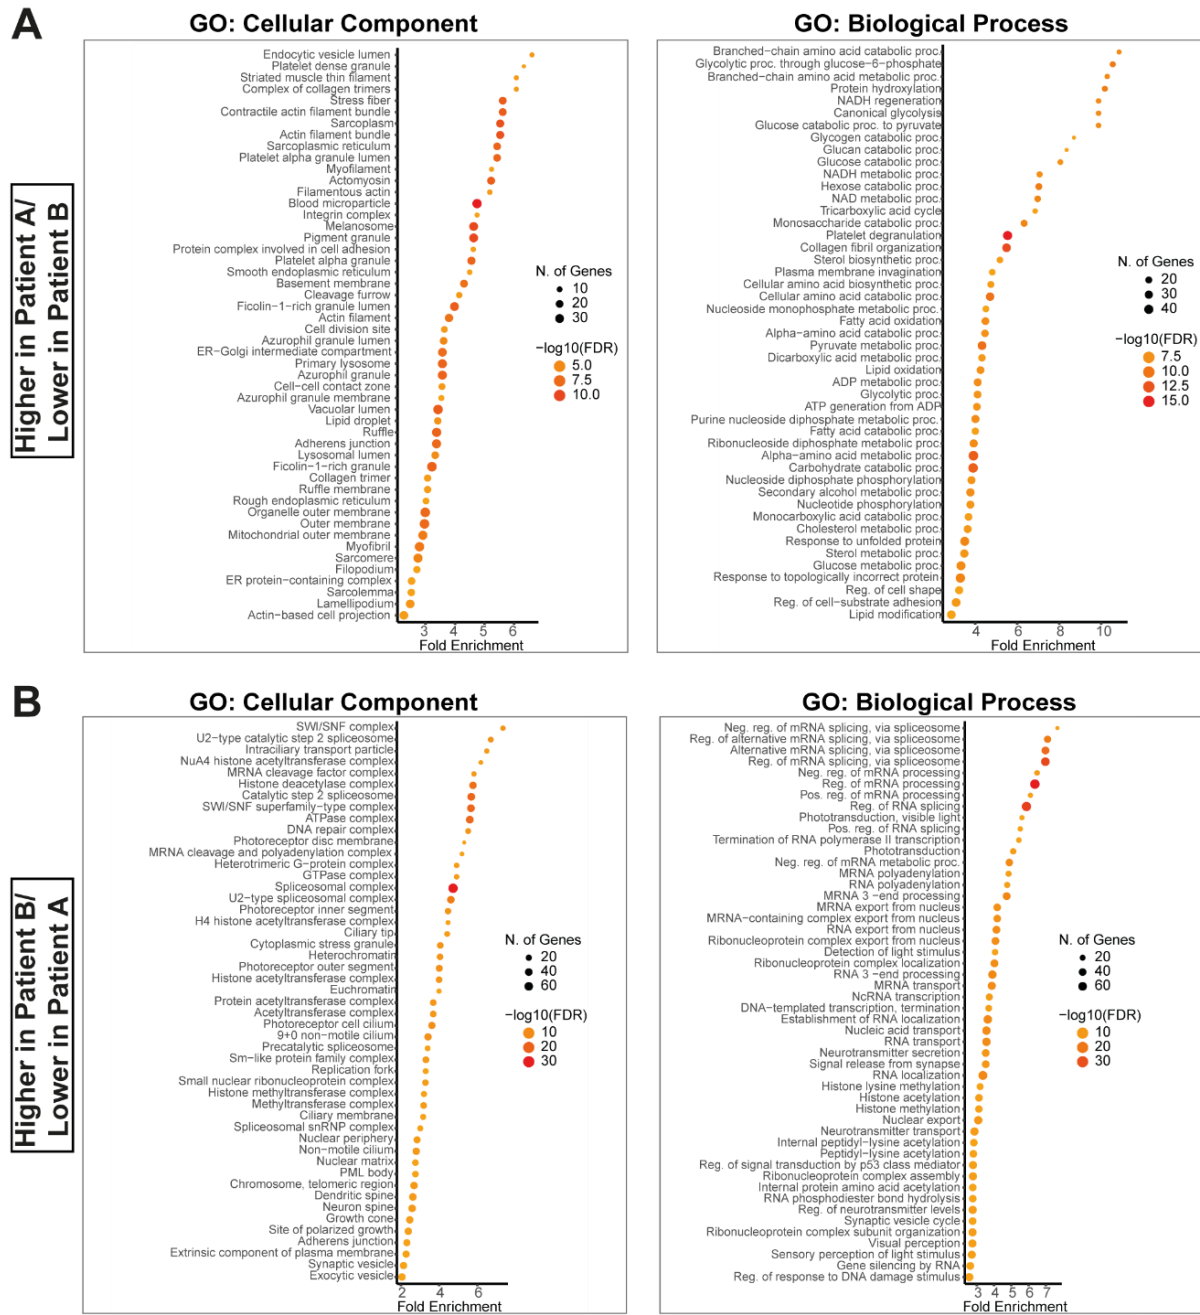 A
GO: Cellular Component
Higher in Patient A/
Lower in Patient B
Endocytic vesicle lumen
Platelet dense granule
Striated muscle thin filament
Complex of collagen trimers
Stress fiber
Contractile actin filament bundle
Sarcoplasm
Actin filament bundle
Sarcoplasmic reticulum
Platelet alpha granule lumen
Myofilament
Actomyosin
Filamentous actin
Blood microparticle
Integrin complex
Melanosome
Pigment granule
Protein complex involved in cell adhesion
Platelet alpha granule
Smooth endoplasmic reticulum
Basement membrane
Cleavage furrow
Ficolin−1−rich granule lumen
Actin filament
Cell division site
Azurophil granule lumen
ER−Golgi intermediate compartment
Primary lysosome
Azurophil granule
Cell−cell contact zone
Azurophil granule membrane
Vacuolar lumen
Lipid droplet
Ruffle
Adherens junction
Lysosomal lumen
Ficolin−1−rich granule
Collagen trimer
Ruffle membrane
Rough endoplasmic reticulum
Organelle outer membrane
Outer membrane
Mitochondrial outer membrane
Myofibril
Sarcomere
Filopodium
ER protein−containing complex
Sarcolemma
Lamellipodium
Actin−based cell projection
3 4 5 6
Fold Enrichment
N. of Genes
10
20
30
−log10(FDR)
5.0
7.5
10.0
GO: Biological Process
Branched−chain amino acid catabolic proc.
Glycolytic proc. through glucose−6−phosphate
Branched−chain amino acid metabolic proc.
Protein hydroxylation
NADH regeneration
Canonical glycolysis
Glucose catabolic proc. to pyruvate
Glycogen catabolic proc.
Glucan catabolic proc.
Glucose catabolic proc.
NADH metabolic proc.
Hexose catabolic proc.
NAD metabolic proc.
Tricarboxylic acid cycle
Monosaccharide catabolic proc.
Platelet degranulation
Collagen fibril organization
Sterol biosynthetic proc.
Plasma membrane invagination
Cellular amino acid biosynthetic proc.
Cellular amino acid catabolic proc.
Nucleoside monophosphate metabolic proc.
Fatty acid oxidation
Alpha−amino acid catabolic proc.
Pyruvate metabolic proc.
Dicarboxylic acid metabolic proc.
Lipid oxidation
ADP metabolic proc.
Glycolytic proc.
ATP generation from ADP
Purine nucleoside diphosphate metabolic proc.
Fatty acid catabolic proc.
Ribonucleoside diphosphate metabolic proc.
Alpha−amino acid metabolic proc.
Carbohydrate catabolic proc.
Nucleoside diphosphate phosphorylation
Secondary alcohol metabolic proc.
Nucleotide phosphorylation
Monocarboxylic acid catabolic proc.
Cholesterol metabolic proc.
Response to unfolded protein
Sterol metabolic proc.
Glucose metabolic proc.
Response to topologically incorrect protein
Reg. of cell shape
Reg. of cell−substrate adhesion
Lipid modification
4 6 8 10
Fold Enrichment
N. of Genes
20
30
40
−log10(FDR)
7.5
10.0
12.5
15.0
B
GO: Cellular Component
Higher in Patient B/
Lower in Patient A
SWI/SNF complex
U2−type catalytic step 2 spliceosome
Intraciliary transport particle
NuA4 histone acetyltransferase complex
MRNA cleavage factor complex
Histone deacetylase complex
Catalytic step 2 spliceosome
SWI/SNF superfamily−type complex
ATPase complex
DNA repair complex
Photoreceptor disc membrane
MRNA cleavage and polyadenylation complex
Heterotrimeric G−protein complex
GTPase complex
Spliceosomal complex
U2−type spliceosomal complex
Photoreceptor inner segment
H4 histone acetyltransferase complex
Ciliary tip
Cytoplasmic stress granule
Heterochromatin
Photoreceptor outer segment
Histone acetyltransferase complex
Euchromatin
Protein acetyltransferase complex
Acetyltransferase complex
Photoreceptor cell cilium
9+0 non−motile cilium
Precatalytic spliceosome
Sm−like protein family complex
Replication fork
Small nuclear ribonucleoprotein complex
Histone methyltransferase complex
Methyltransferase complex
Ciliary membrane
Spliceosomal snRNP complex
Nuclear periphery
Non−motile cilium
Nuclear matrix
PML body
Chromosome, telomeric region
Dendritic spine
Neuron spine
Growth cone
Site of polarized growth
Adherens junction
Extrinsic component of plasma membrane
Synaptic vesicle
Exocytic vesicle
2 4 6
Fold Enrichment
N. of Genes
20
40
60
−log10(FDR)
10
20
30
GO: Biological Process
Neg. reg. of mRNA splicing, via spliceosome
Reg. of alternative mRNA splicing, via spliceosome
Alternative mRNA splicing, via spliceosome
Reg. of mRNA splicing, via spliceosome
Neg. reg. of mRNA processing
Reg. of mRNA processing
Pos. reg. of mRNA processing
Reg. of RNA splicing
Phototransduction, visible light
Pos. reg. of RNA splicing
Termination of RNA polymerase II transcription
Phototransduction
Neg. reg. of mRNA metabolic proc.
MRNA polyadenylation
RNA polyadenylation
MRNA 3 −end processing
MRNA export from nucleus
MRNA−containing complex export from nucleus
RNA export from nucleus
Ribonucleoprotein complex export from nucleus
Detection of light stimulus
Ribonucleoprotein complex localization
RNA 3 −end processing
MRNA transport
NcRNA transcription
DNA−templated transcription, termination
Establishment of RNA localization
Nucleic acid transport
RNA transport
Neurotransmitter secretion
Signal release from synapse
RNA localization
Histone lysine methylation
Histone acetylation
Histone methylation
Nuclear export
Neurotransmitter transport
Internal peptidyl−lysine acetylation
Peptidyl−lysine acetylation
Reg. of signal transduction by p53 class mediator
Ribonucleoprotein complex assembly
Internal protein amino acid acetylation
RNA phosphodiester bond hydrolysis
Reg. of neurotransmitter levels
Synaptic vesicle cycle
Ribonucleoprotein complex subunit organization
Visual perception
Sensory perception of light stimulus
Gene silencing by RNA
Reg. of response to DNA damage stimulus
3 4 5 6 7
Fold Enrichment
N. of Genes
20
40
60
−log10(FDR)
10
20
30